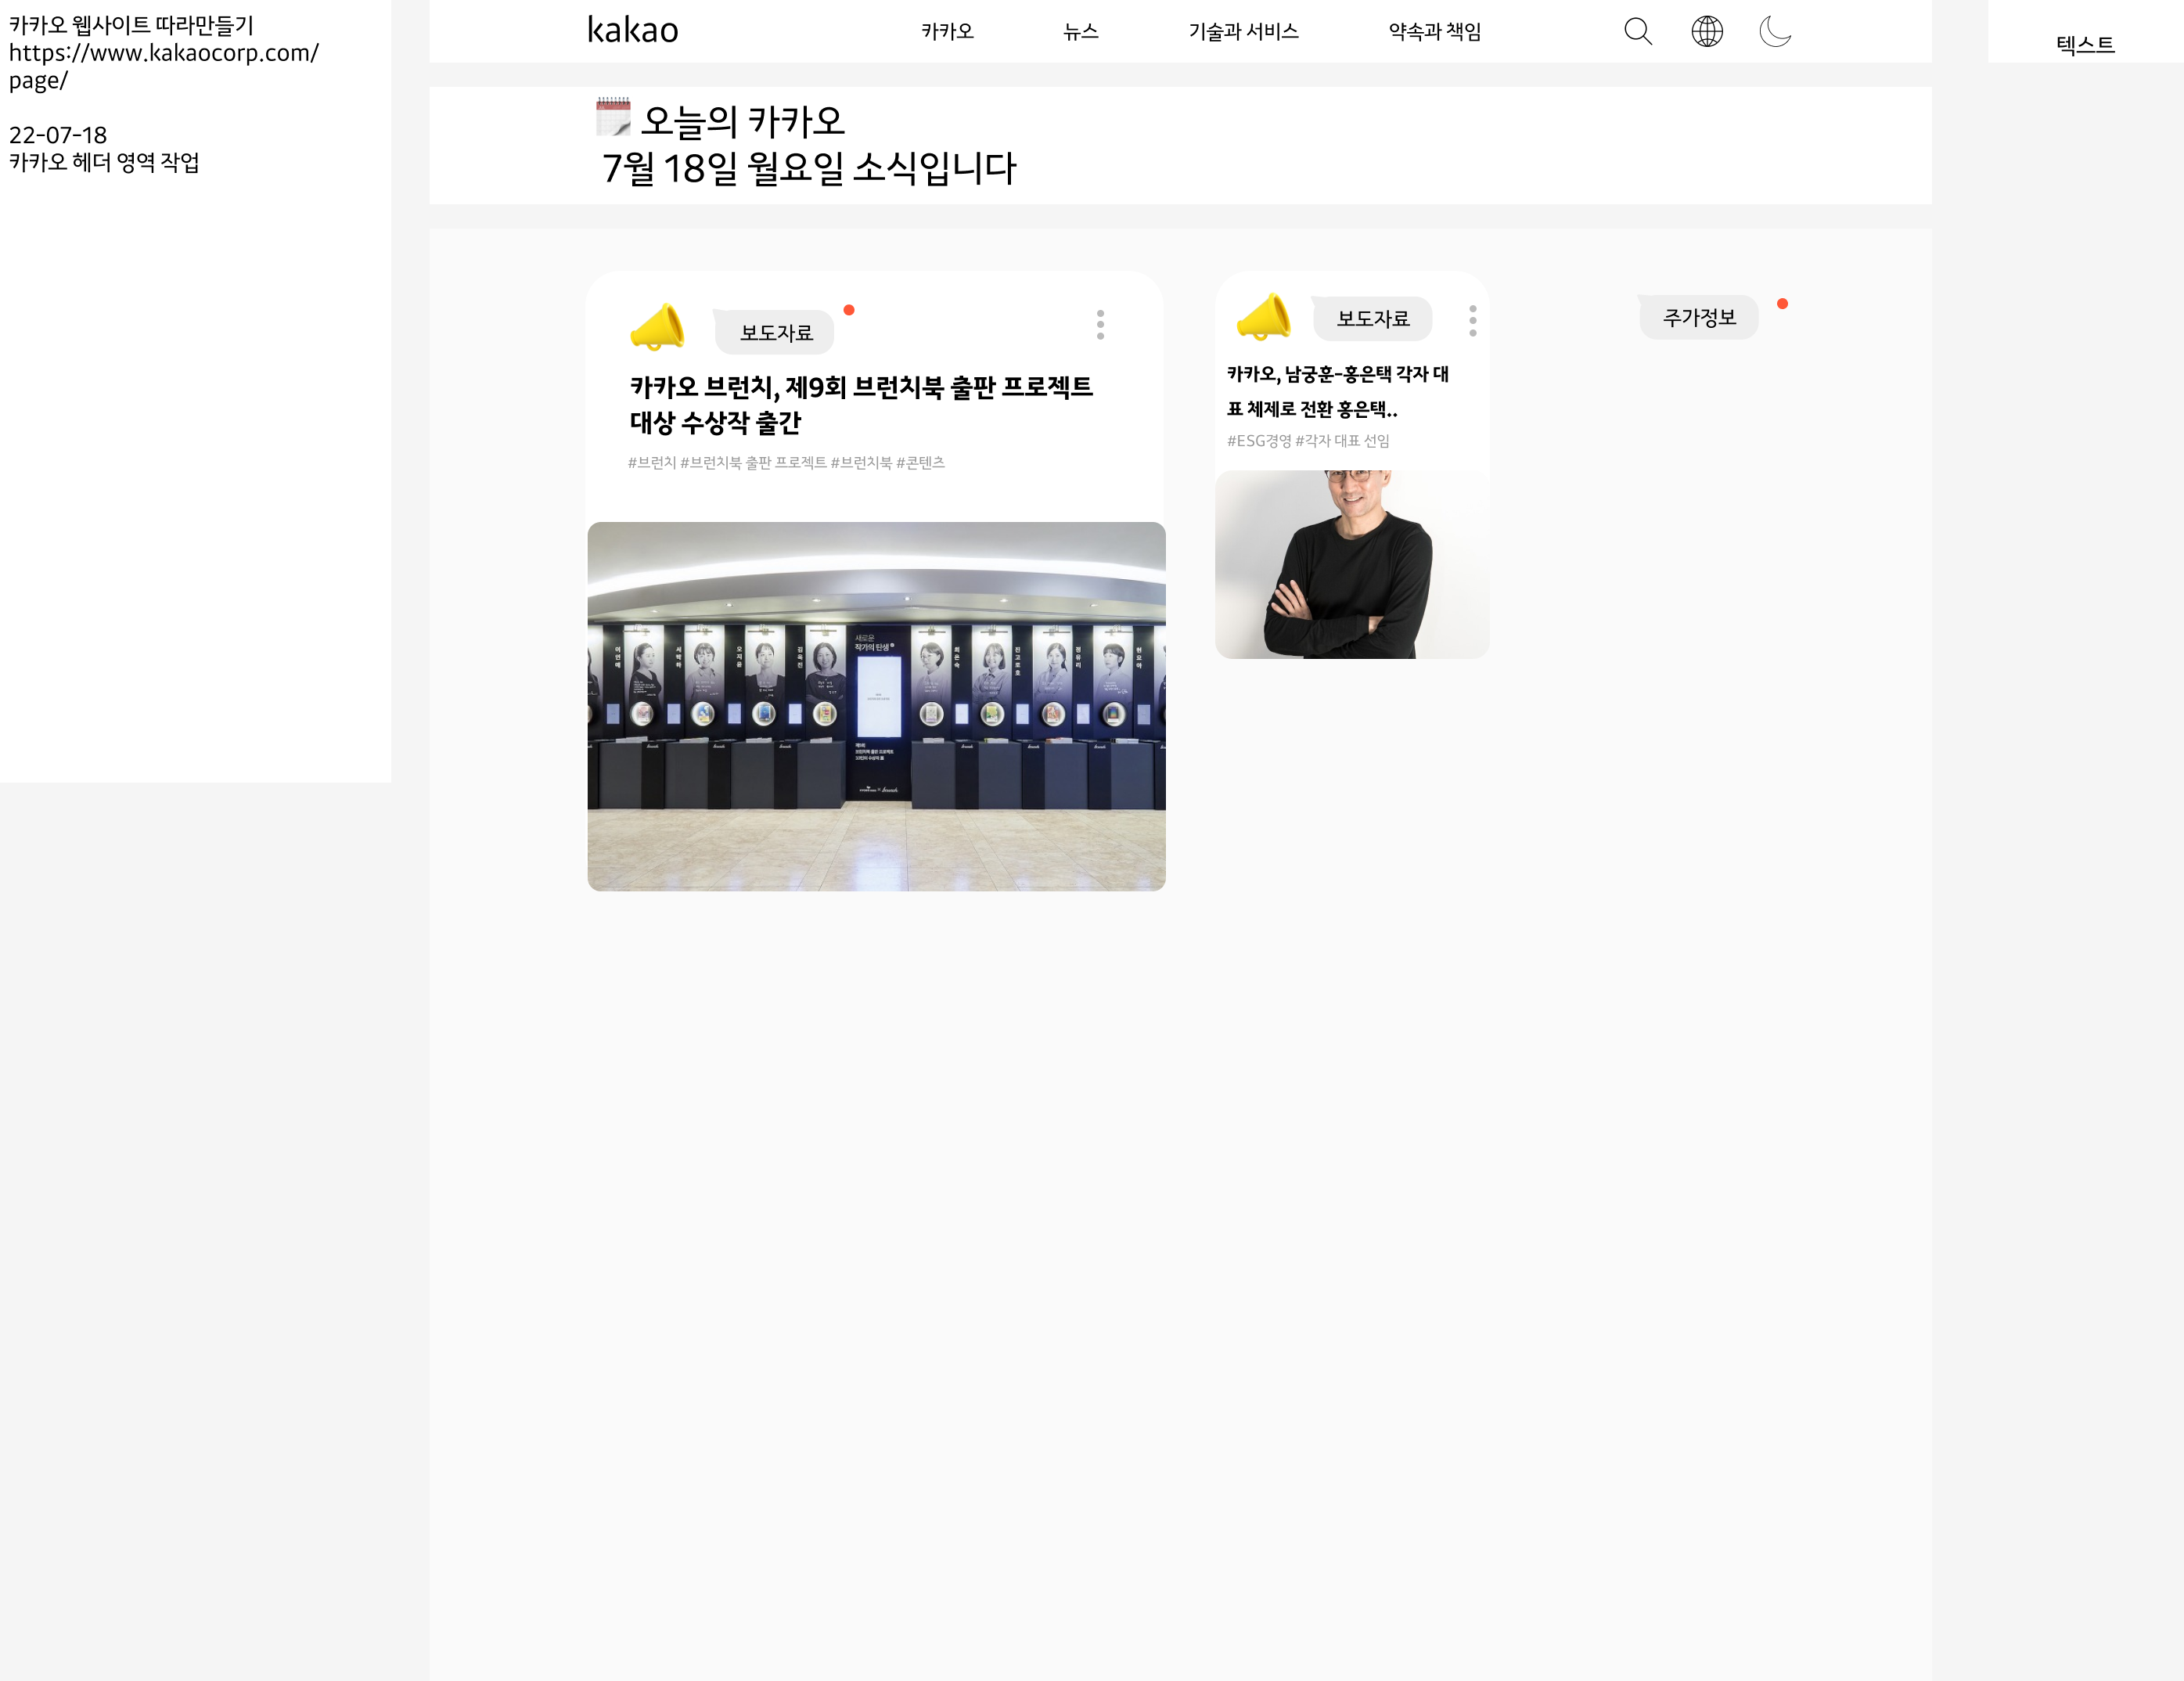 카카오 웹사이트 따라만들기
https://www.kakaocorp.com/
page/
22-07-18
카카오 헤더 영역 작업
kakao
카카오
뉴스
기술과 서비스
약속과 책임
텍스트
오늘의 카카오
7월 18일 월요일 소식입니다
보도자료
카카오 브런치, 제9회 브런치북 출판 프로젝트
대상 수상작 출간
#브런치 #브런치북 출판 프로젝트 #브런치북 #콘텐츠
새로운
작가의 탄생
보도자료
카카오, 남궁훈-홍은택 각자 대
표 체제로 전환 홍은택..
#ESG경영 #각자 대표 선임
주가정보